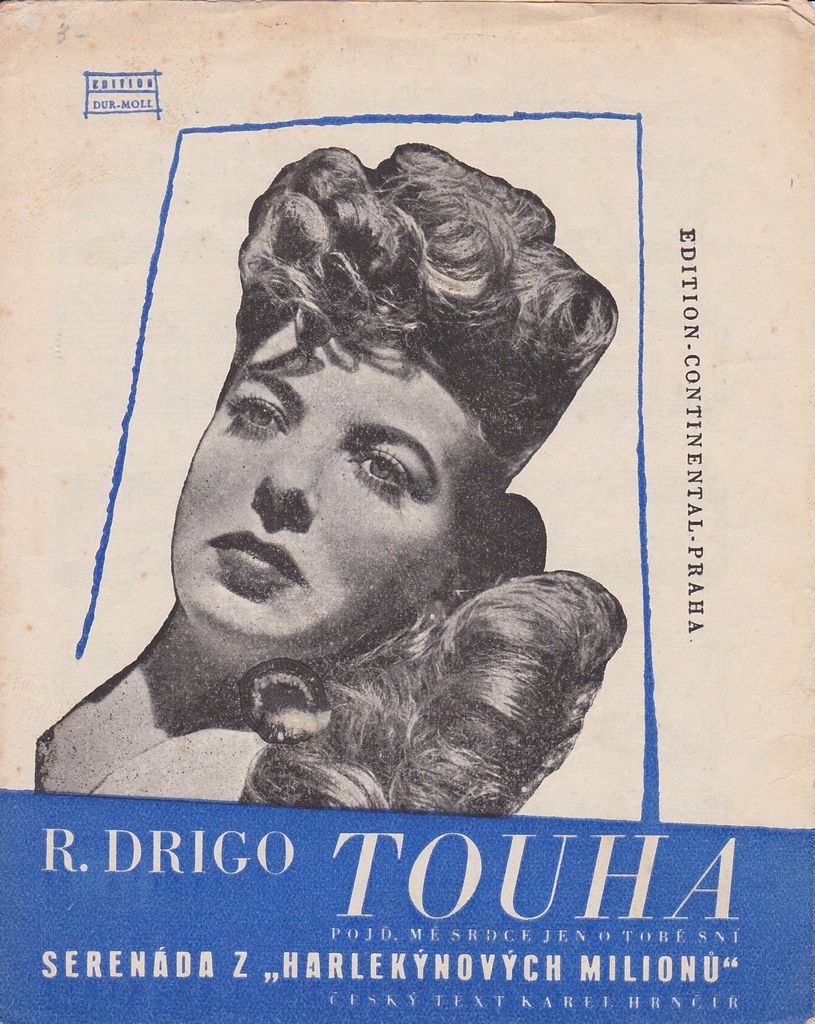 3-
EDITION
DUR-MOLL
EDITION-CONTINENTAL-PRAHA
R. DRIGO TOUHA
POJĎ, MÉ SRDCE JEN O TOBĚ SNÍ
SERENÁDA Z „HARLEKÝNOVÝCH MILIONŮ“
ČESKÝ TEXT KAREL HRNČÍŘ